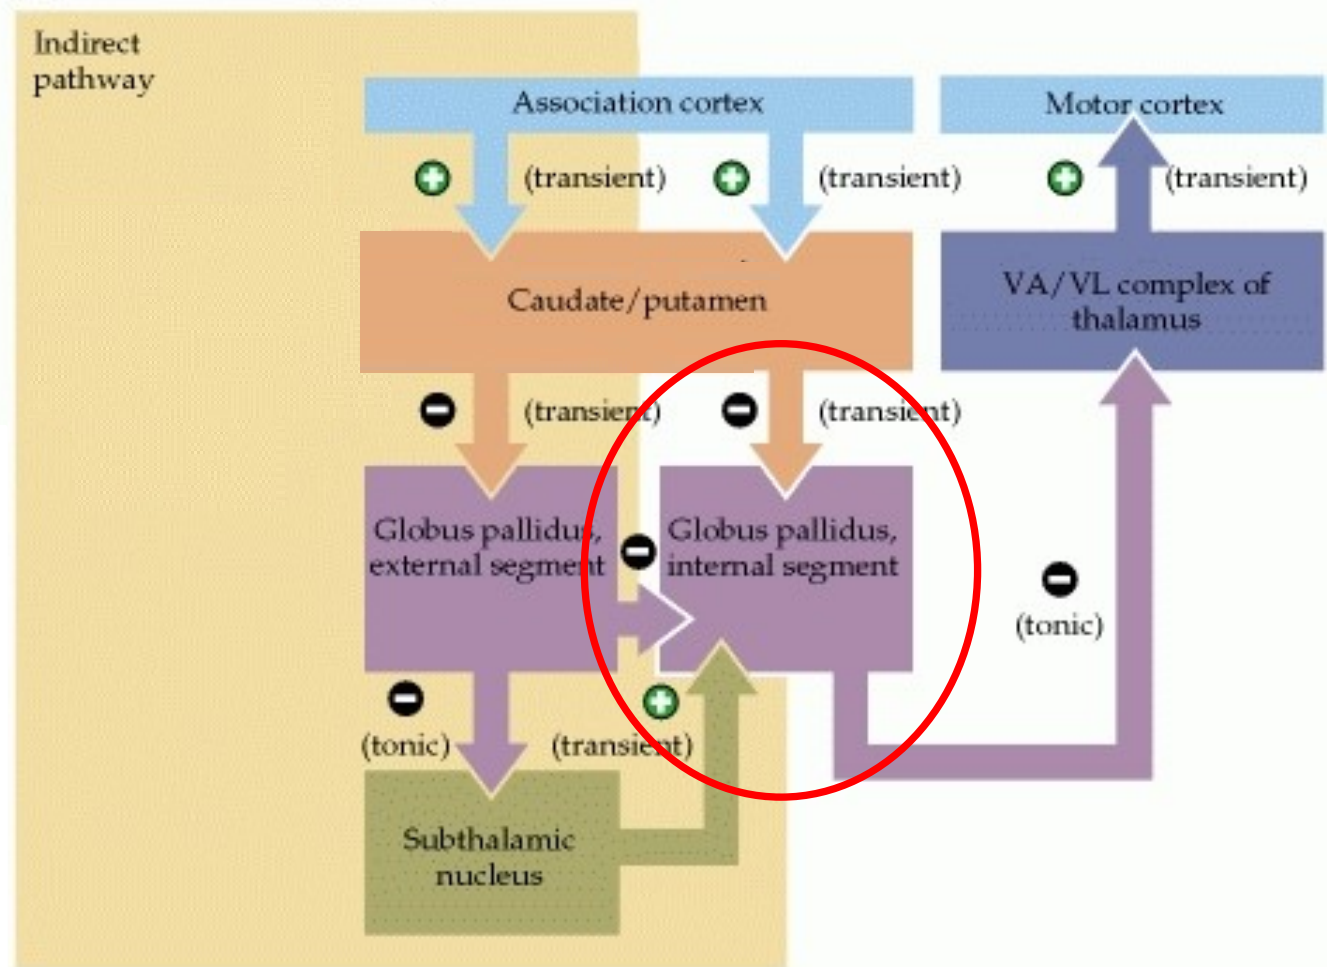 Indirect
pathway
Association cortex
Motor cortex
(transient)
(transient)
(transient)
Caudate/putamen
VA/VL complex of
thalamus
(transient)
(transient)
Globus pallidus,
external segment
Globus pallidus,
internal segment
(tonic)
(tonic)
(transient)
Subthalamic
nucleus